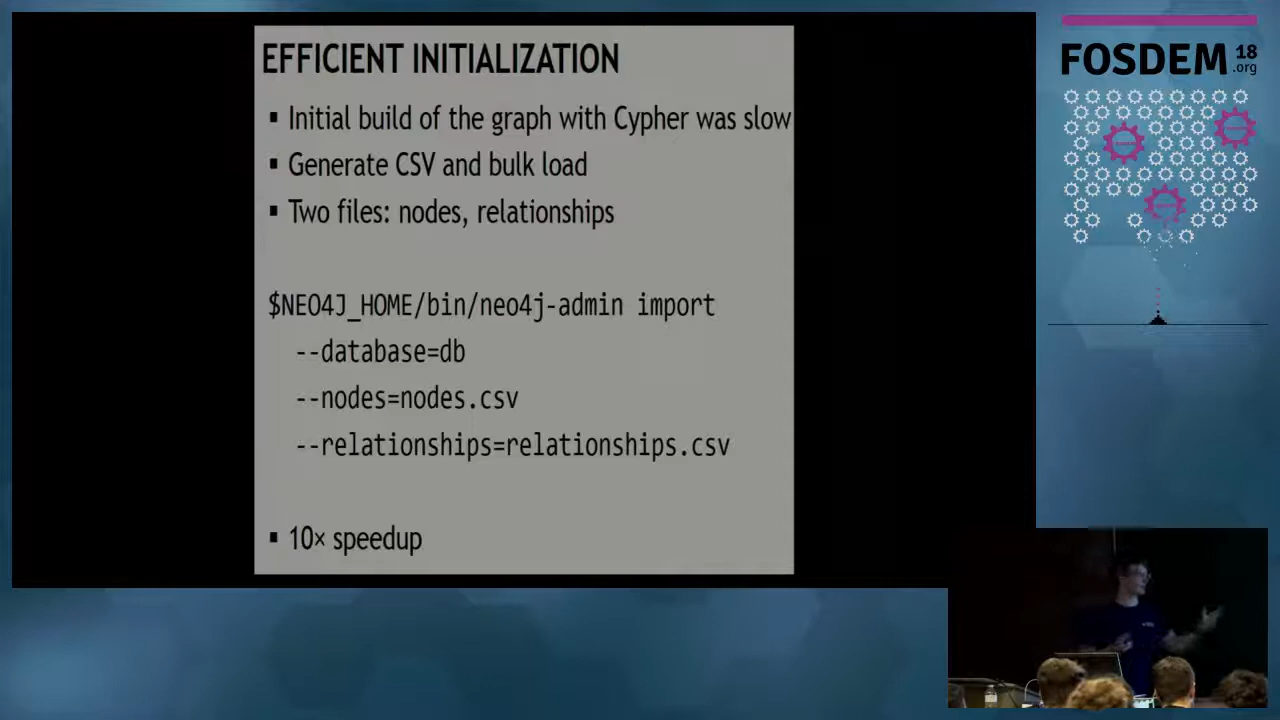 EFFICIENT INITIALIZATION
▪ Initial build of the graph with Cypher was slow
▪ Generate CSV and bulk load
▪ Two files: nodes, relationships
$NEO4J_HOME/bin/neo4j-admin import
--database=db
--nodes=nodes.csv
--relationships=relationships.csv
▪ 10× speedup
FOSDEM 18
.org